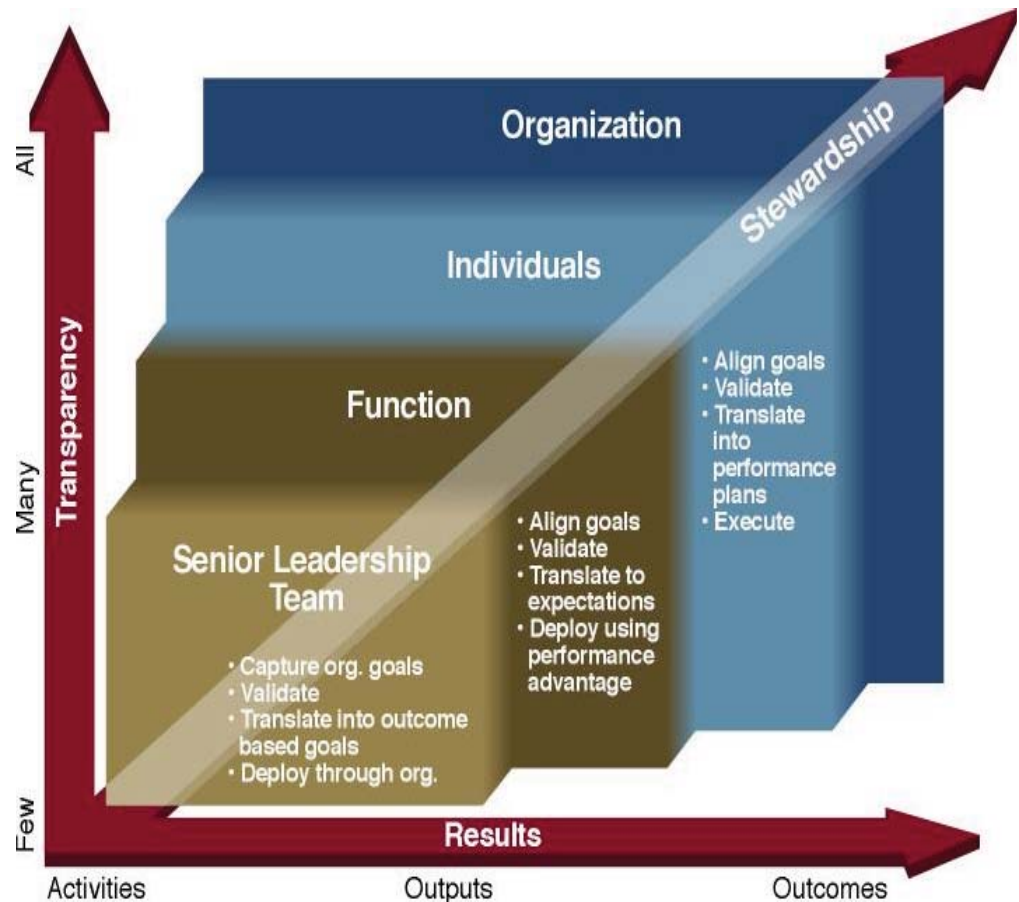 Organization
Stewardship
Individuals
• Align goals
• Validate
• Translate
into
performance
plans
• Execute
Function
• Align goals
• Validate
• Translate to
expectations
• Deploy using
performance
advantage
Senior Leadership
Team
• Capture org. goals
• Validate
• Translate into outcome
based goals
• Deploy through org.
All
Many
Few
Transparency
Results
Activities
Outputs
Outcomes